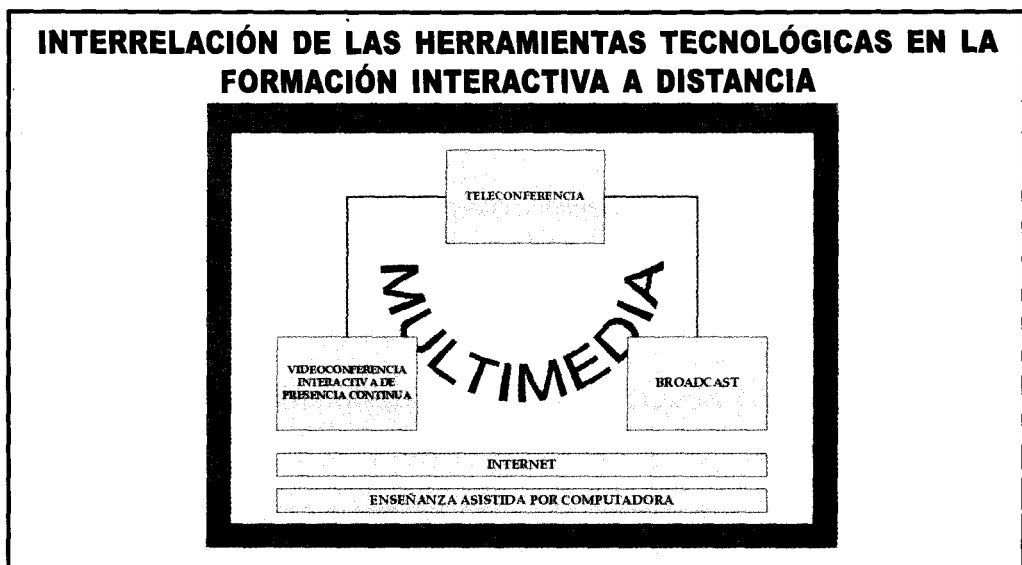 INTERRELACIÓN DE LAS HERRAMIENTAS TECNOLÓGICAS EN LA
FORMACIÓN INTERACTIVA A DISTANCIA
TELECONFERENCIA
MULTIMEDIA
VIDEOCONFERENCIA
INTERACTIVA DE
PRESENCIA CONTINUA
BROADCAST
INTERNET
ENSEÑANZA ASISTIDA POR COMPUTADORA